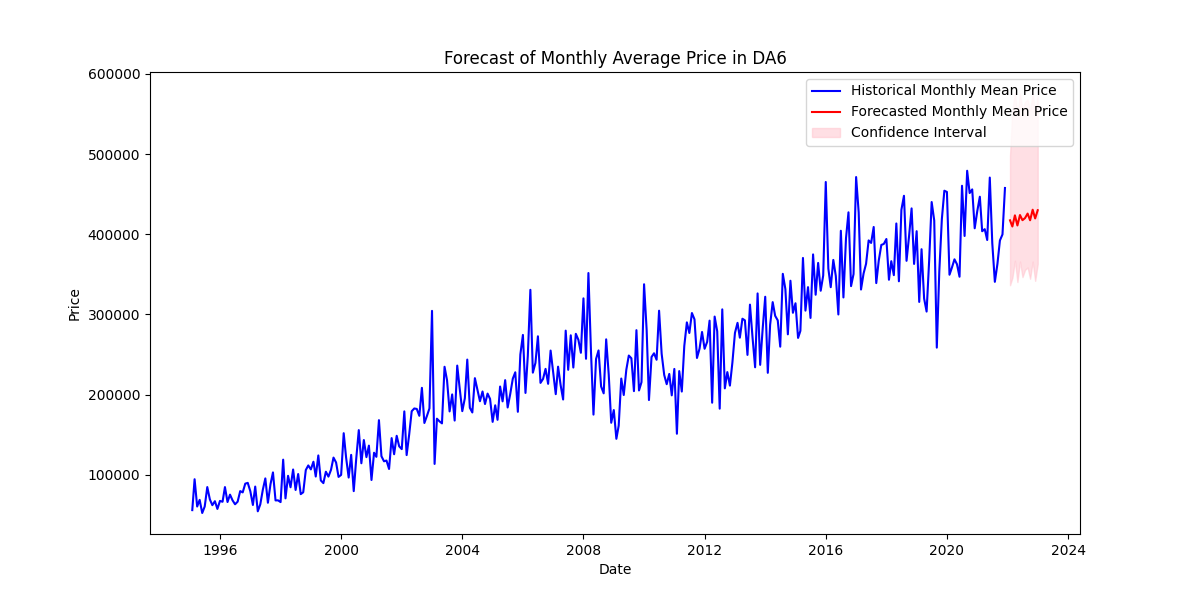 Forecast of Monthly Average Price in DA6
600000
500000
400000
300000
200000
100000
Price
Historical Monthly Mean Price
Forecasted Monthly Mean Price
Confidence Interval
1996 2000 2004 2008 2012 2016 2020 2024
Date